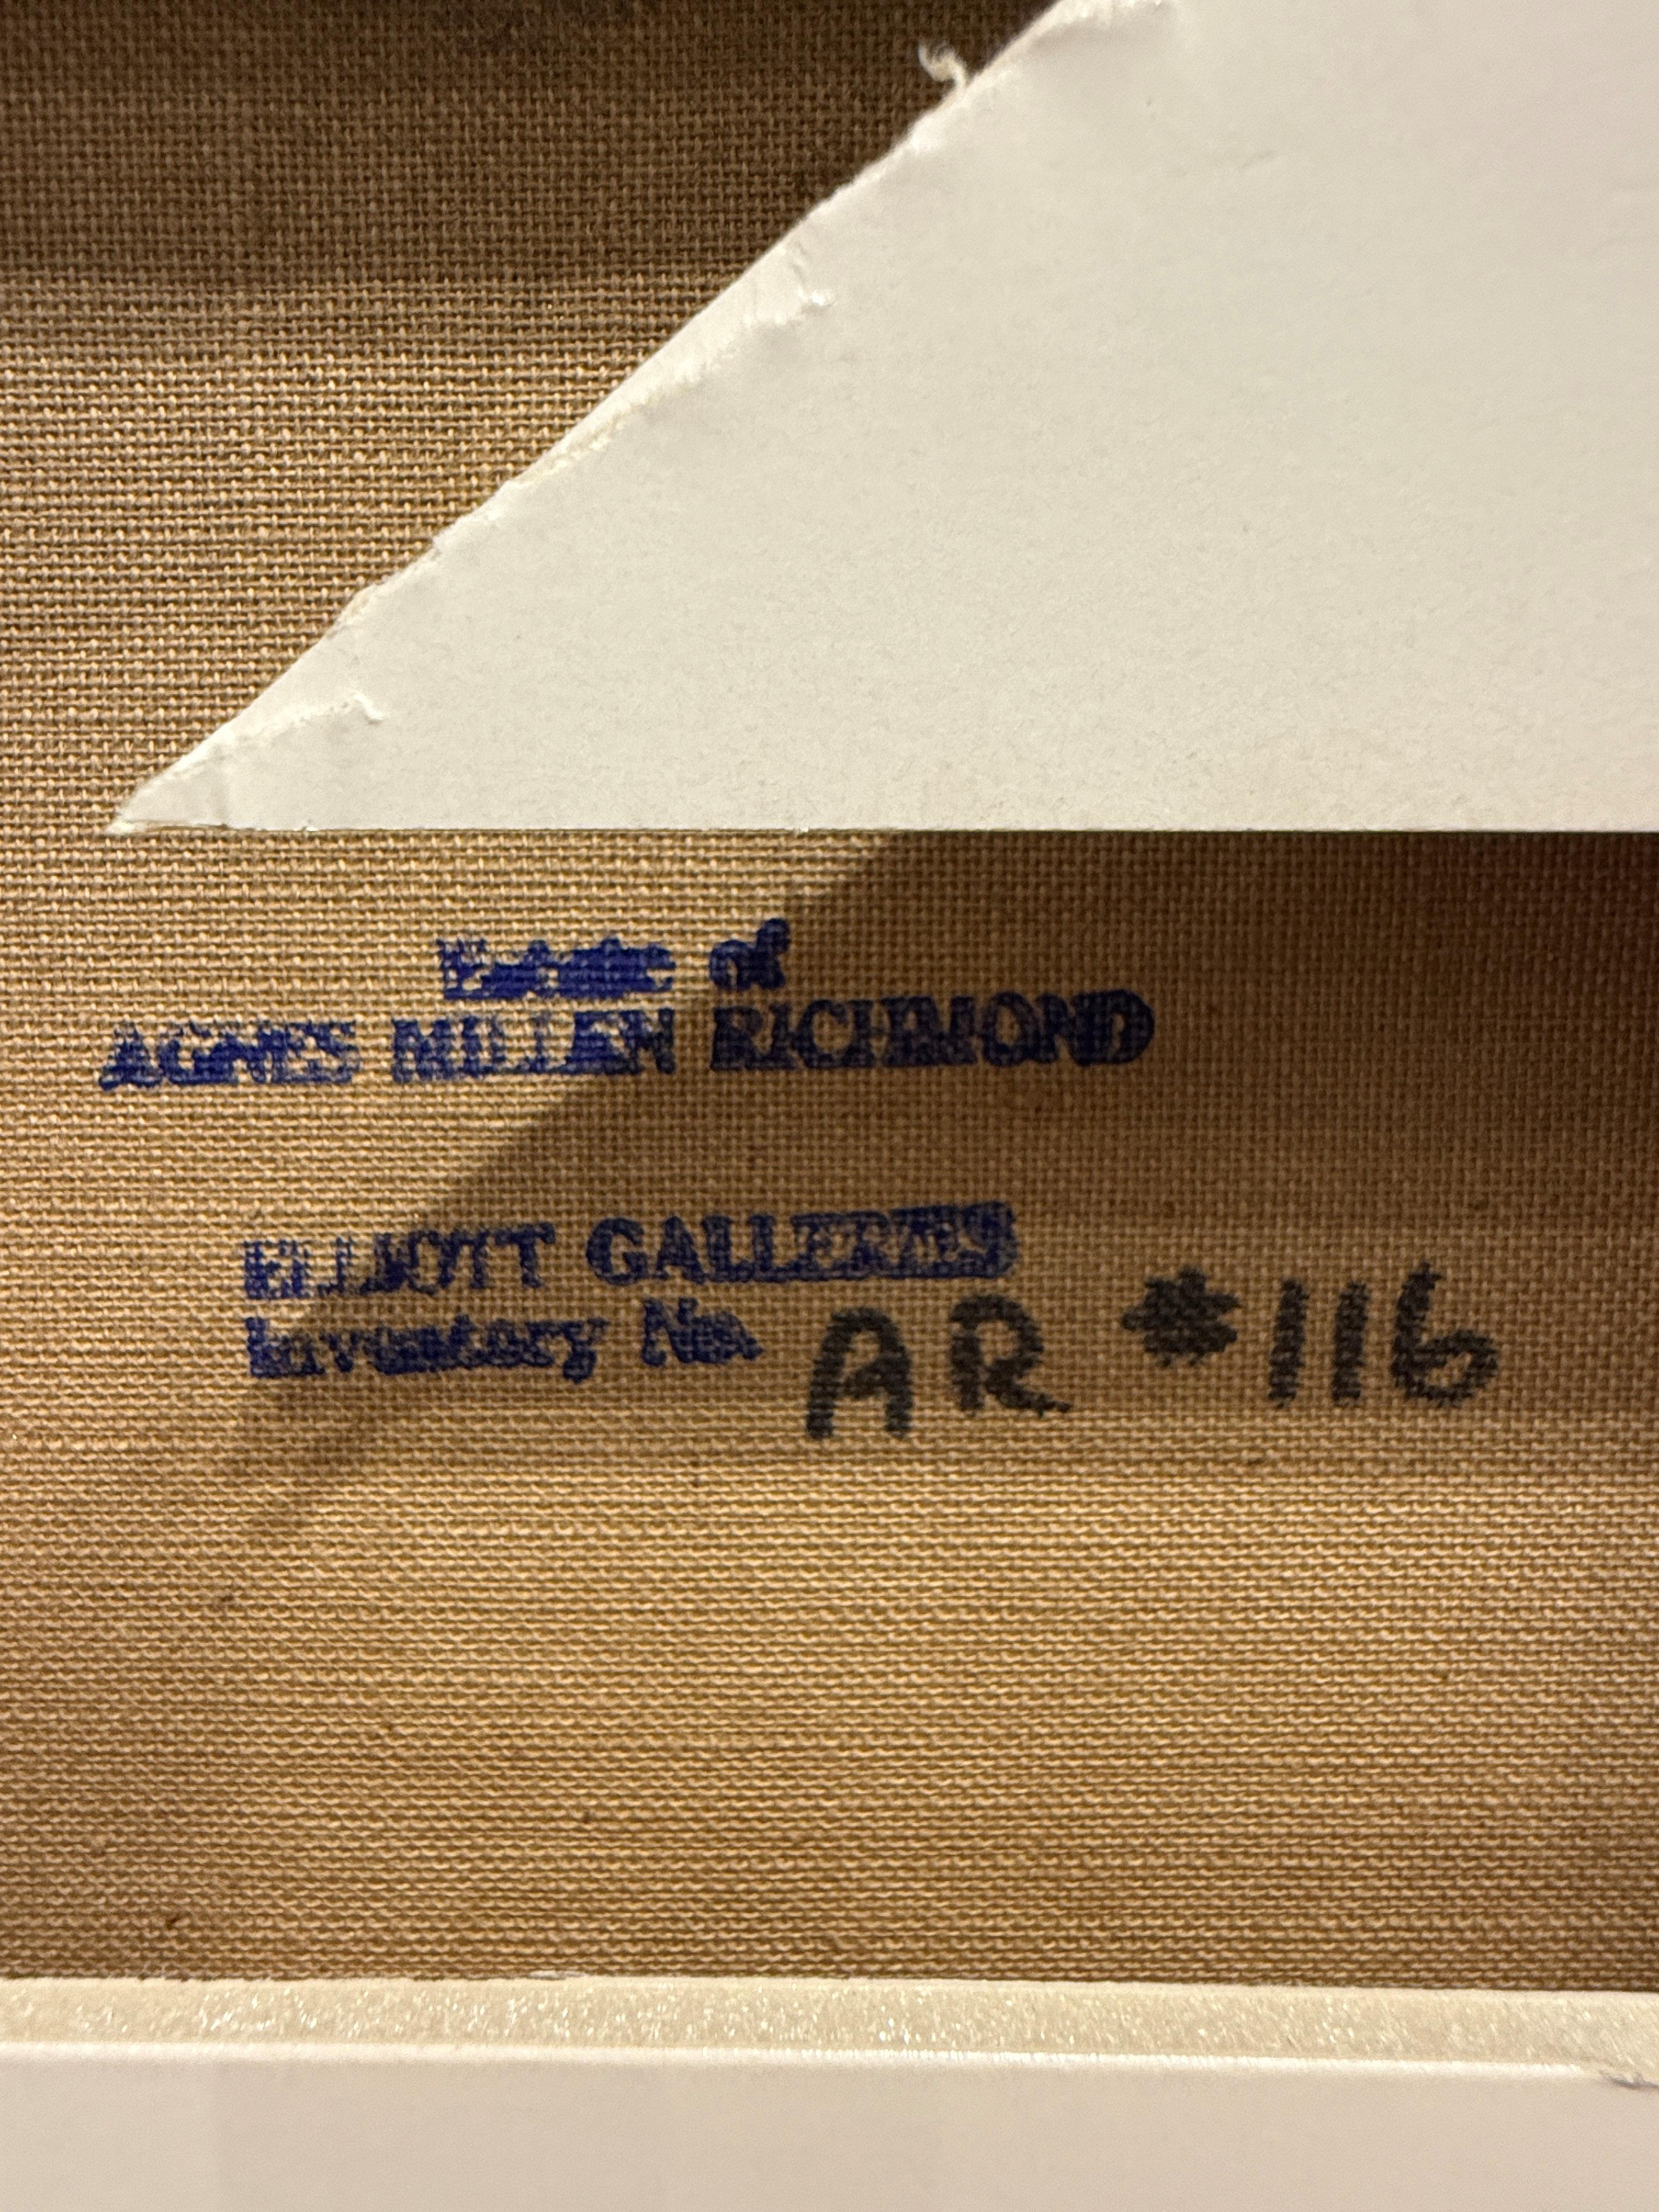 Estate of
AGNES MILLEN RICHMOND
ELLIOTT GALLERIES
Inventory No. AR #116